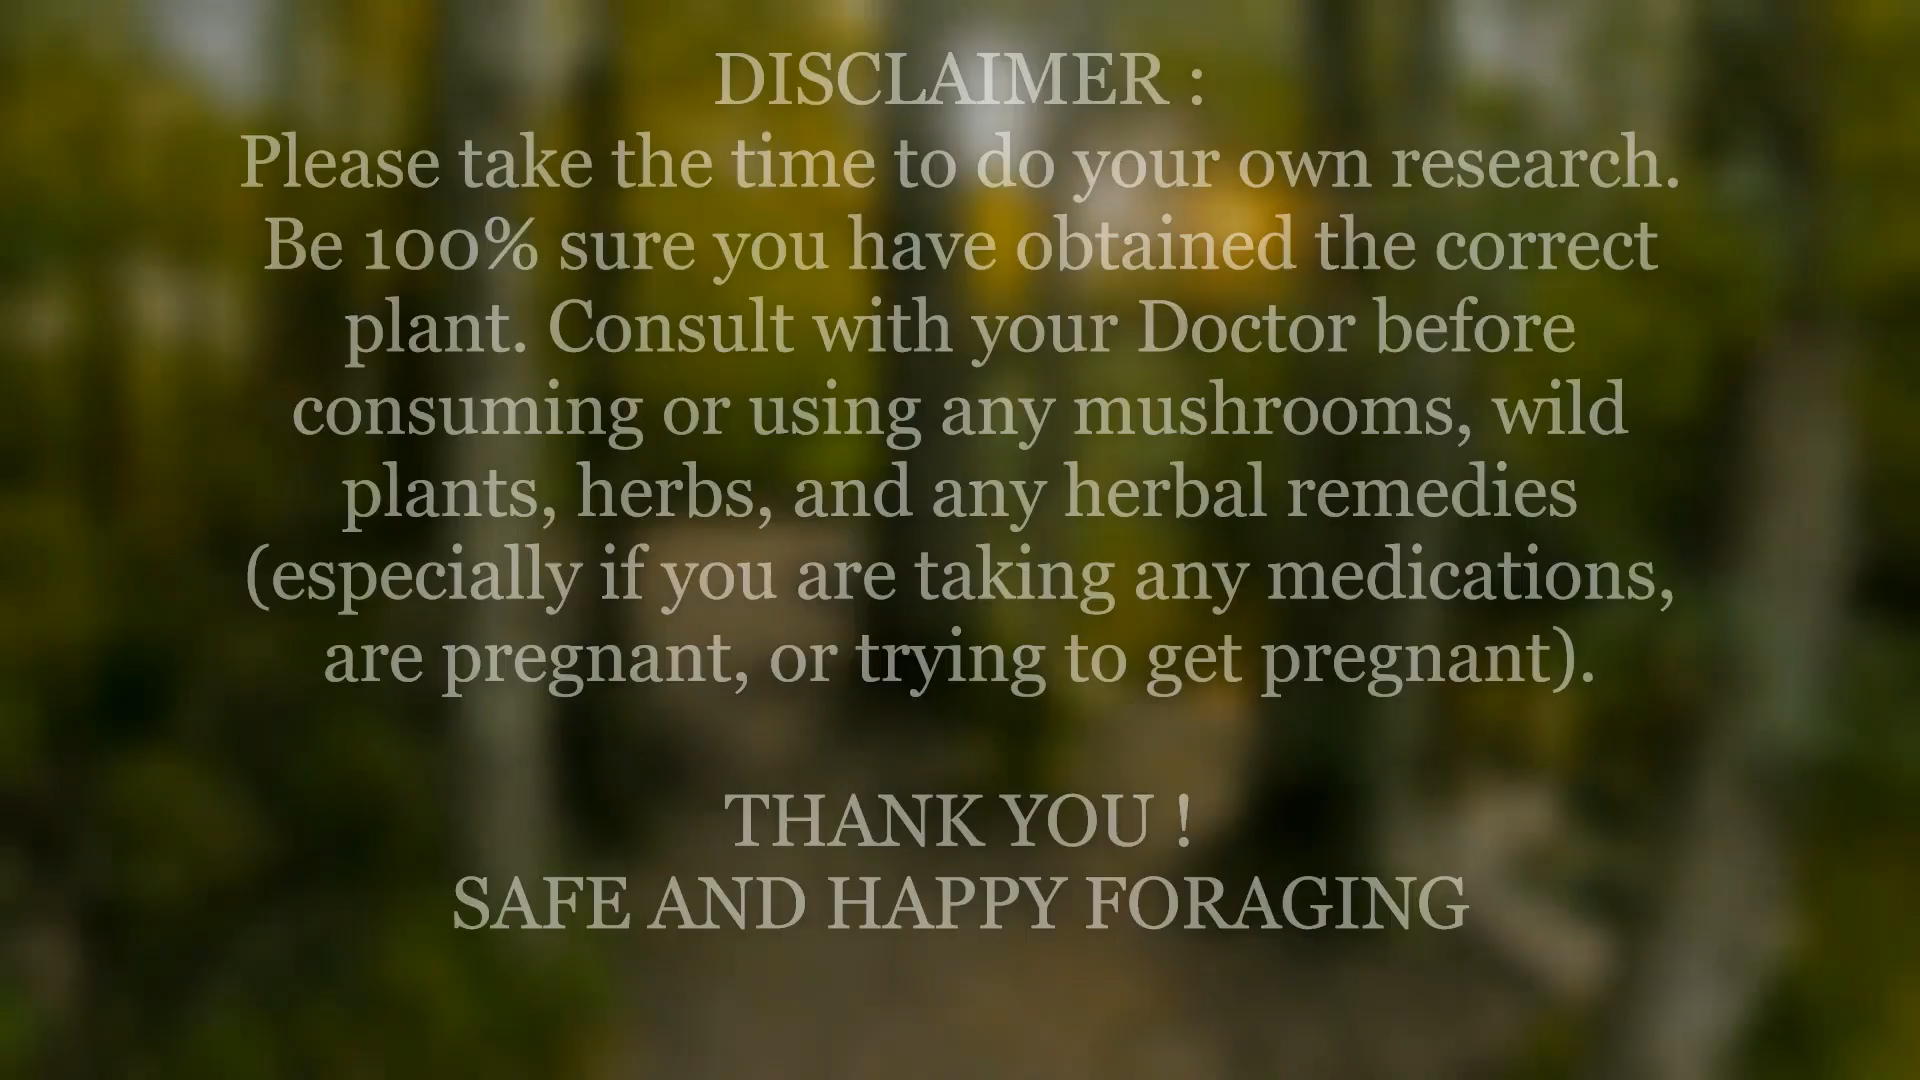 DISCLAIMER :
Please take the time to do your own research.
Be 100% sure you have obtained the correct
plant. Consult with your Doctor before
consuming or using any mushrooms, wild
plants, herbs, and any herbal remedies
(especially if you are taking any medications,
are pregnant, or trying to get pregnant).
THANK YOU !
SAFE AND HAPPY FORAGING